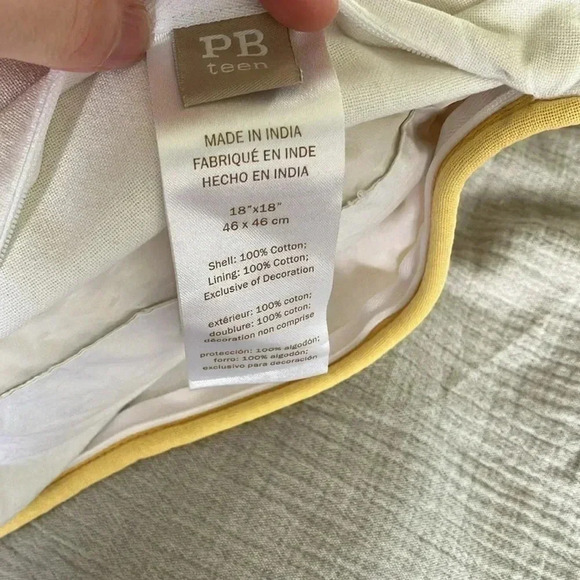 PB
teen
MADE IN INDIA
FABRIQUÉ EN INDE
HECHO EN INDIA
18"x18"
46 x 46 cm
Shell: 100% Cotton;
Lining: 100% Cotton;
Exclusive of Decoration
extérieur: 100% coton;
doublure: 100% coton;
décoration non comprise
protección: 100% algodón;
forro: 100% algodón;
exclusivo para decoración